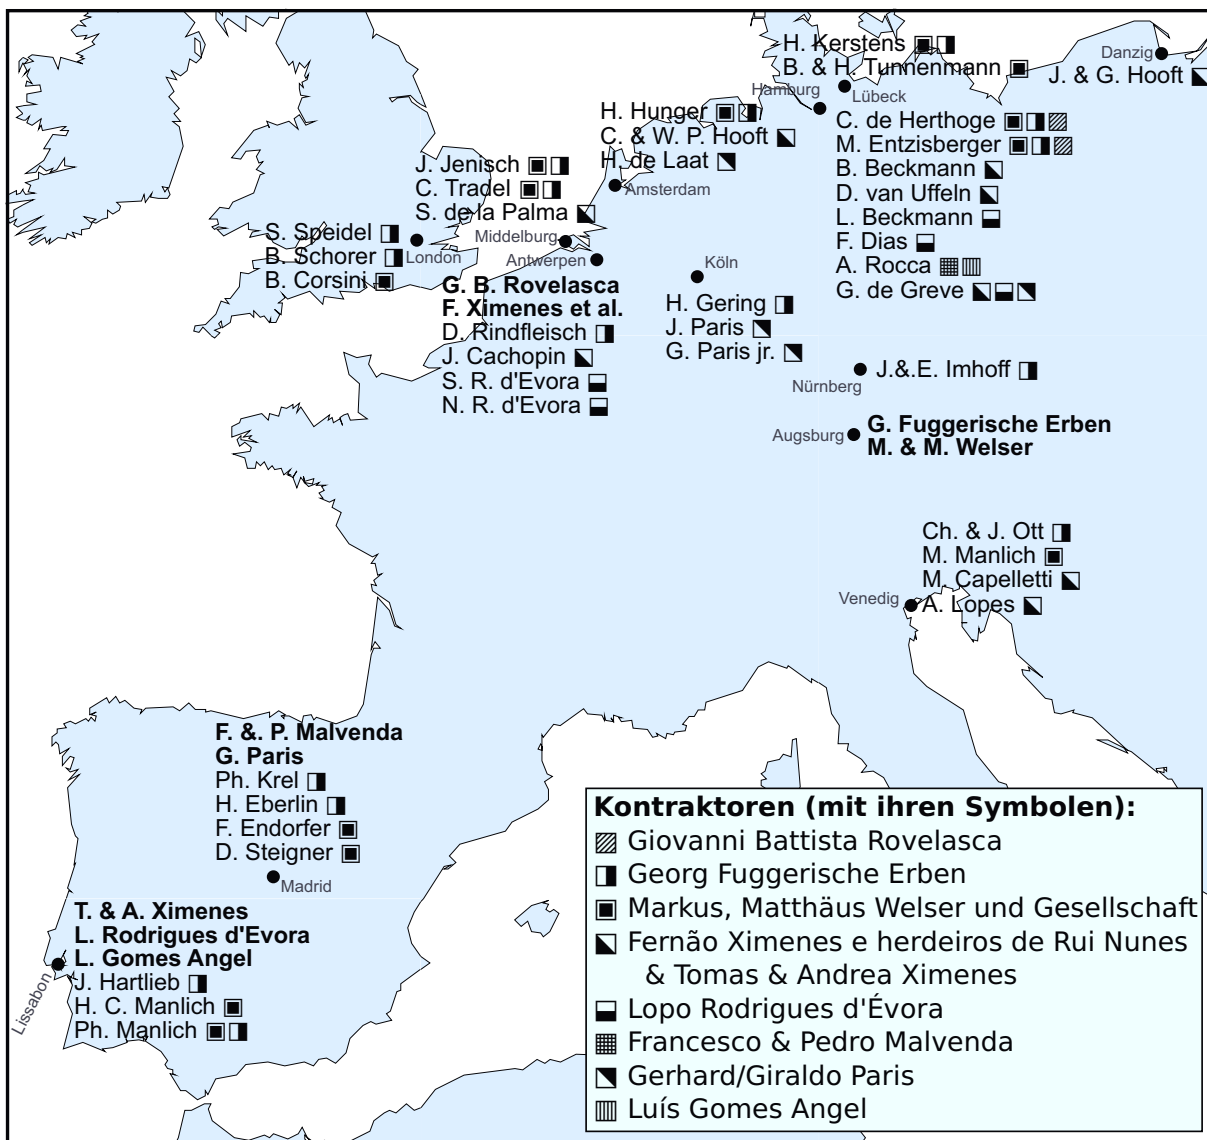 H. Kerstens
B. & H. Tunnenmann
Hamburg
Lübeck
Danzig
J. & G. Hooft
H. Hunger
C. & W. P. Hooft
H. de Laat
Amsterdam
C. de Herthoge
M. Entzisberger
B. Beckmann
D. van Uffeln
L. Beckmann
F. Dias
A. Rocca
G. de Greve
J. Jenisch
C. Tradel
S. de la Palma
Middelburg
S. Speidel
B. Schorer
B. Corsini
London
Antwerpen
G. B. Rovelasca
F. Ximenes et al.
D. Rindfleisch
J. Cachopin
S. R. d'Evora
N. R. d'Evora
Köln
H. Gering
J. Paris
G. Paris jr.
J.&.E. Imhoff
Nürnberg
Augsburg
G. Fuggerische Erben
M. & M. Welser
Ch. & J. Ott
M. Manlich
M. Capelletti
A. Lopes
Venedig
F. &. P. Malvenda
G. Paris
Ph. Krel
H. Eberlin
F. Endorfer
D. Steigner
Madrid
T. & A. Ximenes
L. Rodrigues d'Evora
L. Gomes Angel
J. Hartlieb
H. C. Manlich
Ph. Manlich
Lissabon
Kontraktoren (mit ihren Symbolen):
Giovanni Battista Rovelasca
Georg Fuggerische Erben
Markus, Matthäus Welser und Gesellschaft
Fernão Ximenes e herdeiros de Rui Nunes
& Tomas & Andrea Ximenes
Lopo Rodrigues d'Évora
Francesco & Pedro Malvenda
Gerhard/Giraldo Paris
Luís Gomes Angel